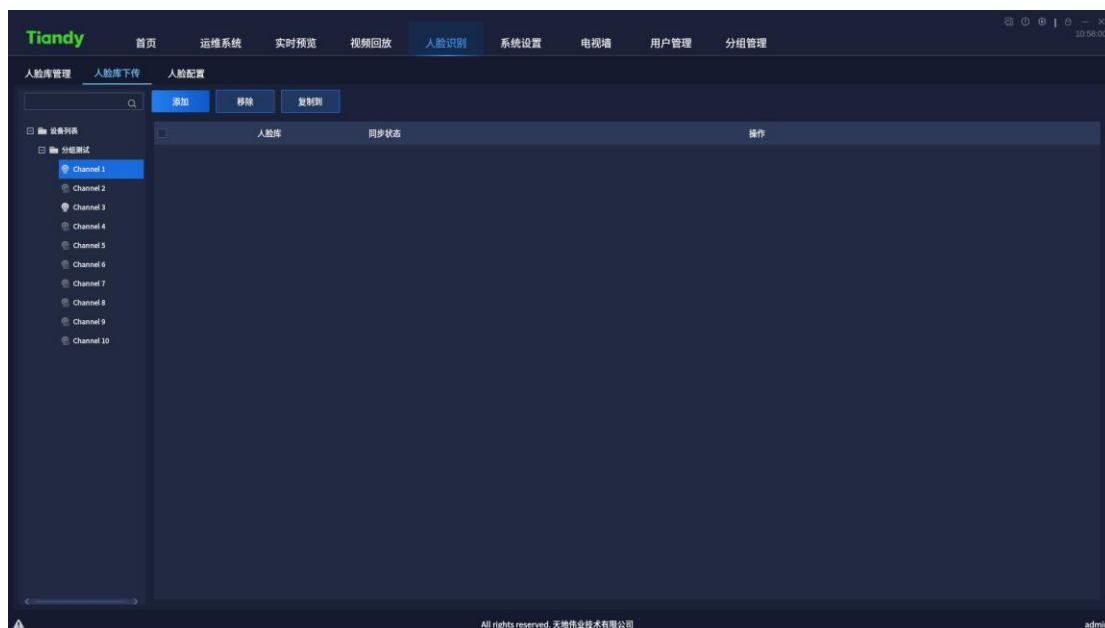 10:58:00
Tiandy 首页 运维系统 实时预览 视频回放 人脸识别 系统设置 电视墙 用户管理 分组管理
人脸库管理 人脸库下传 人脸配置
添加 移除 复制到
人脸库 同步状态 操作
设备列表
分组测试
Channel 1
Channel 2
Channel 3
Channel 4
Channel 5
Channel 6
Channel 7
Channel 8
Channel 9
Channel 10
All rights reserved. 天地伟业技术有限公司 admin